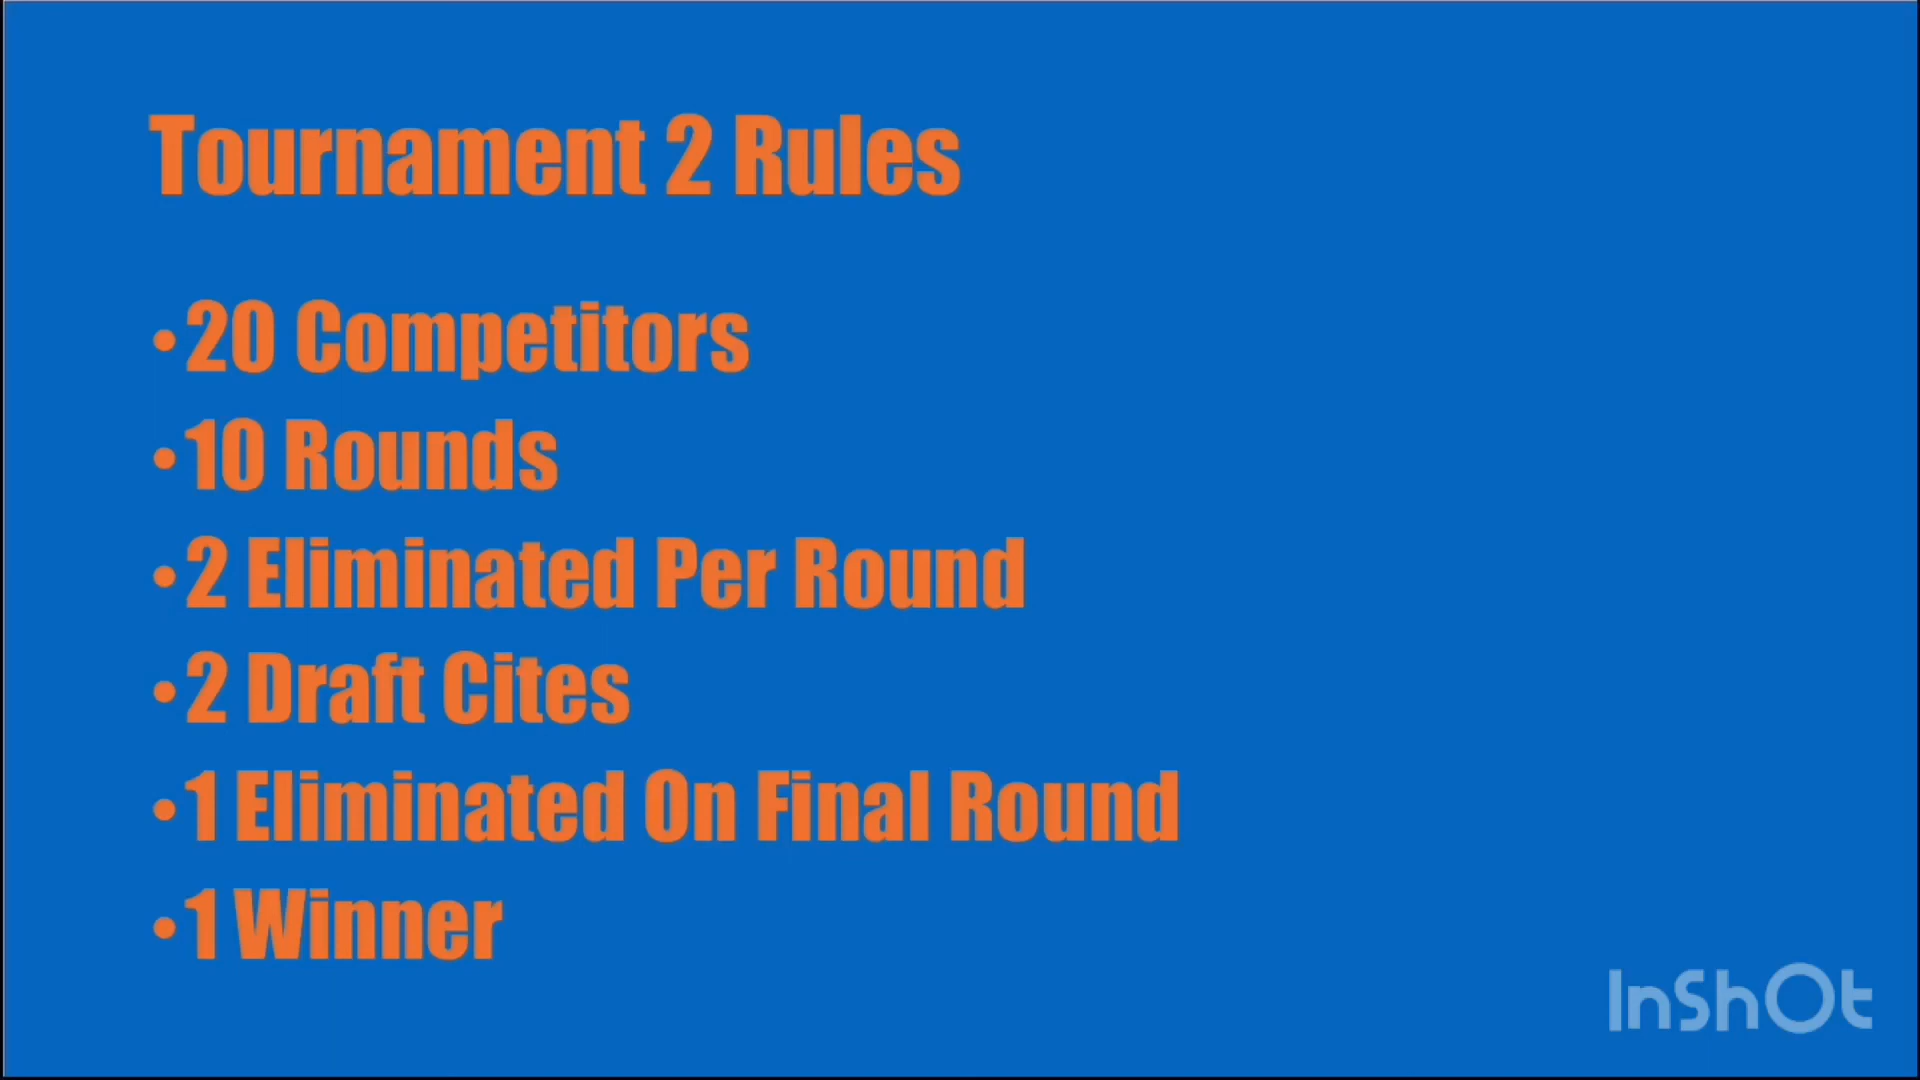 Tournament 2 Rules
•20 Competitors
•10 Rounds
•2 Eliminated Per Round
•2 Draft Cites
•1 Eliminated On Final Round
•1 Winner
InShOt